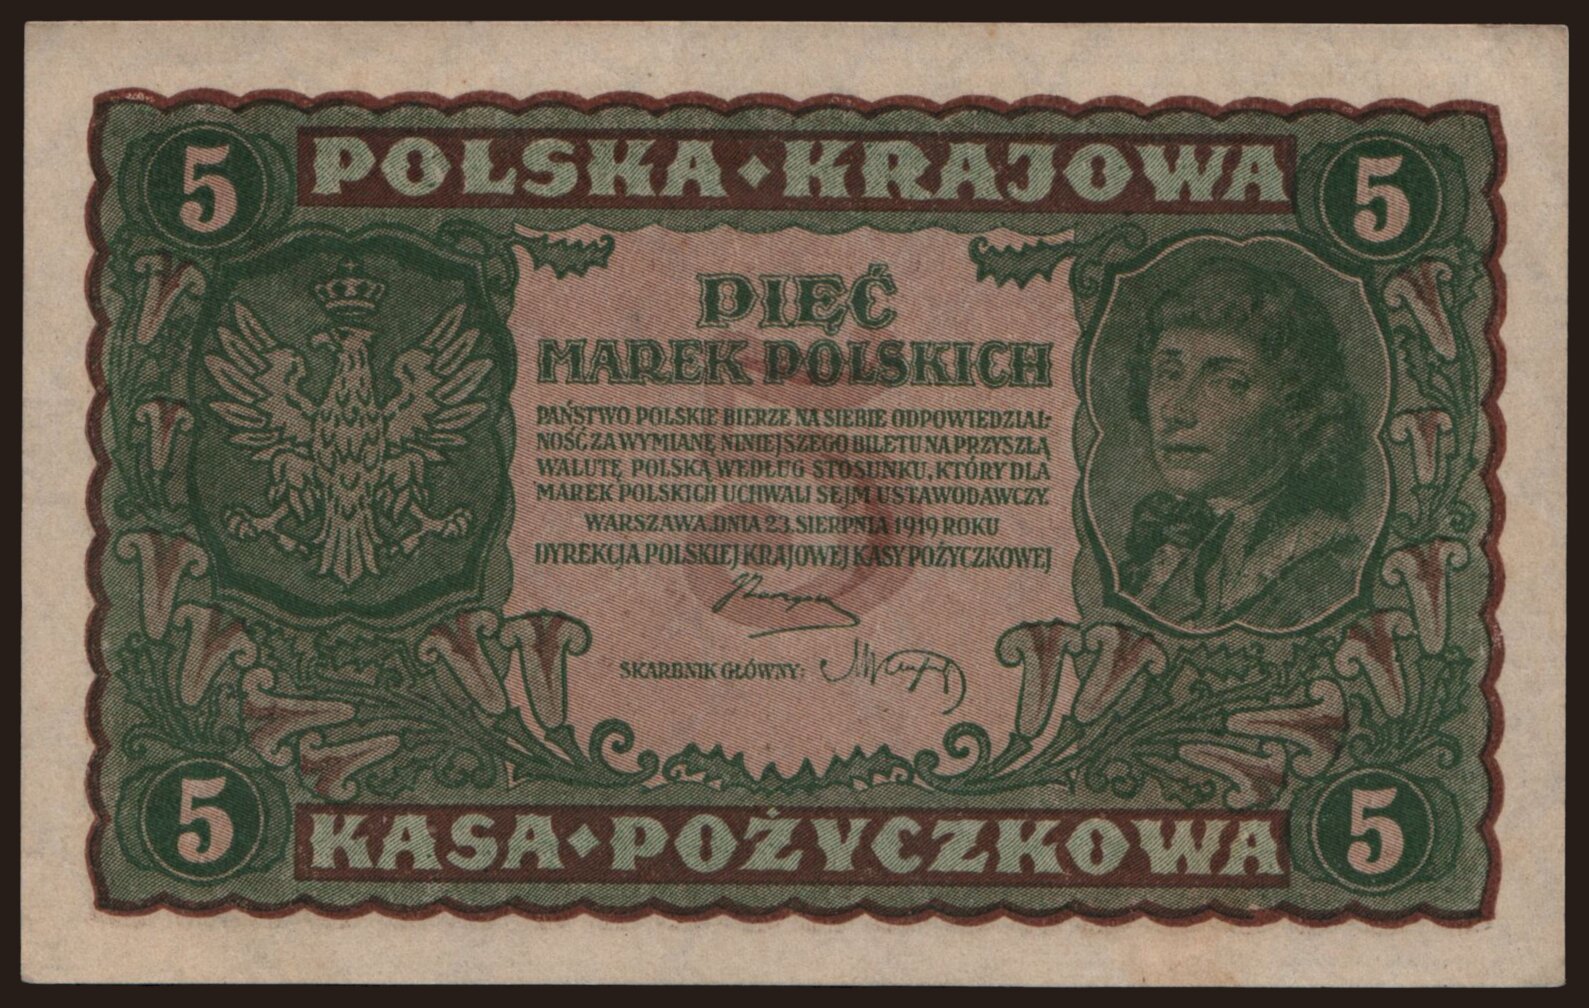 5 POLSKA KRAJOWA 5
PIĘĆ
MAREK POLSKICH
PAŃSTWO POLSKIE BIERZE NA SIEBIE ODPOWIEDZIAL-
NOŚĆ ZA WYMIANĘ NINIEJSZEGO BILETU NA PRZYSZŁĄ
WALUTĘ POLSKĄ WEDŁUG STOSUNKU, KTÓRY DLA
MAREK POLSKICH UCHWALI SEJM USTAWODAWCZY.
WARSZAWA, DNIA 23. SIERPNIA 1919 ROKU
DYREKCJA POLSKIEJ KRAJOWEJ KASY POŻYCZKOWEJ
5
SKARBNIK GŁÓWNY:
5 KASA POŻYCZKOWA 5